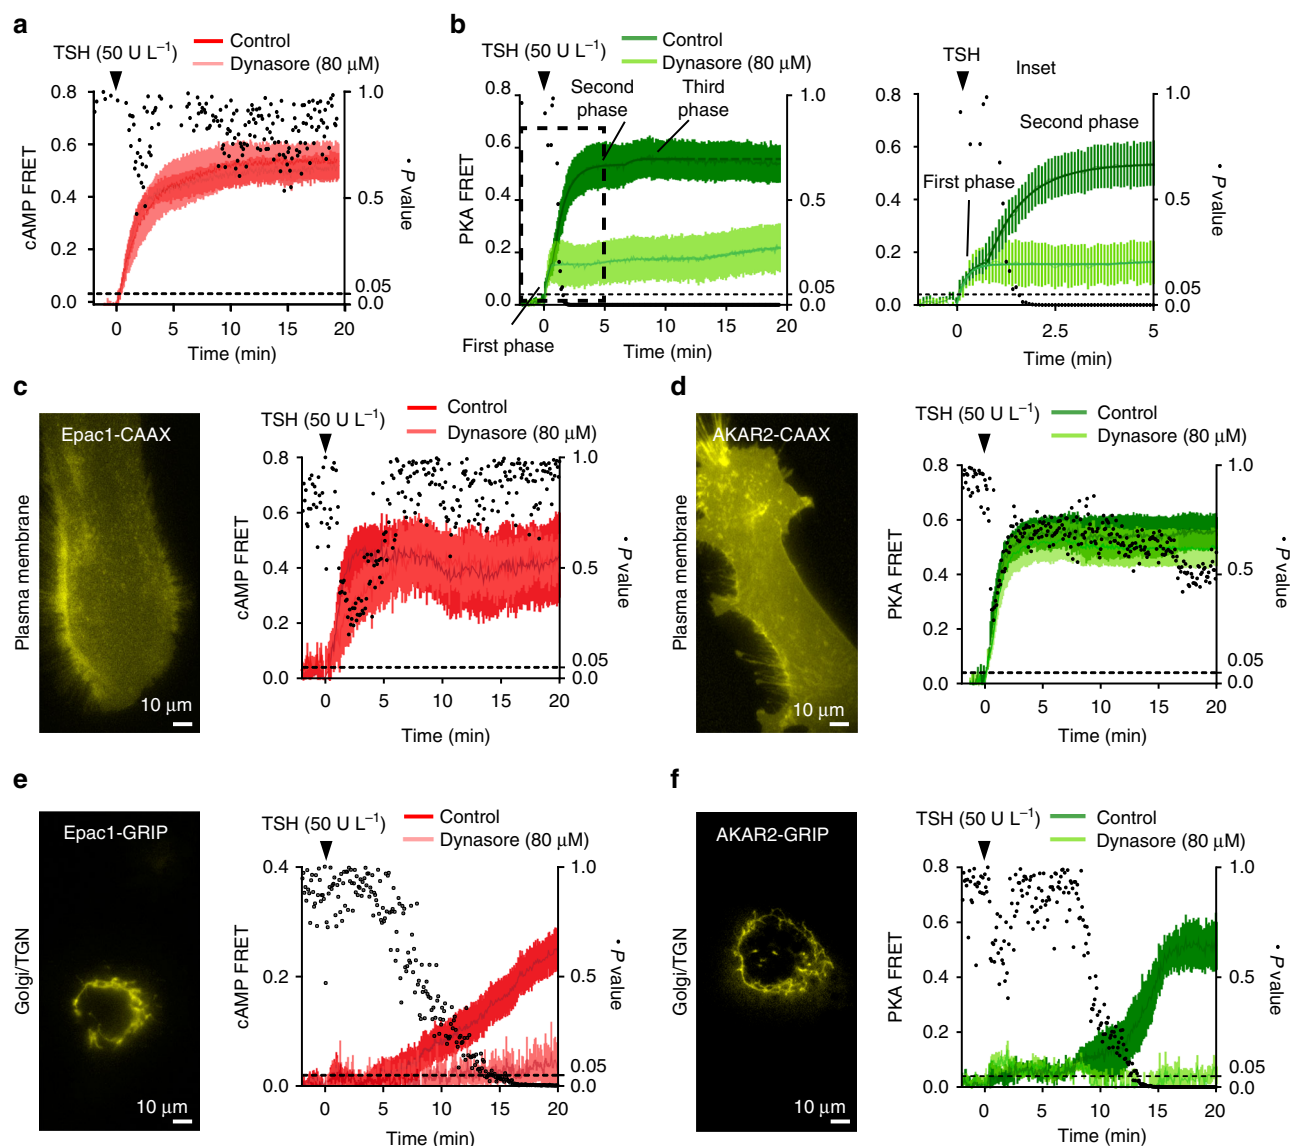 a
TSH (50 U L⁻¹)
Control
Dynasore (80 μM)
0.8
0.6
0.4
0.2
0.0
cAMP FRET
1.0
0.5
0.05
0.0
• P value
0 5 10 15 20
Time (min)
b
TSH (50 U L⁻¹)
Control
Dynasore (80 μM)
Second phase
Third phase
0.8
0.6
0.4
0.2
0.0
PKA FRET
1.0
0.5
0.05
0.0
First phase
0 5 10 15 20
Time (min)
TSH
Inset
Second phase
First phase
0.8
0.6
0.4
0.2
0.0
1.0
0.5
0.05
0.0
• P value
0 2.5 5
Time (min)
c
Plasma membrane
Epac1-CAAX
10 μm
TSH (50 U L⁻¹)
Control
Dynasore (80 μM)
0.8
0.6
0.4
0.2
0.0
cAMP FRET
1.0
0.5
0.05
0.0
• P value
0 5 10 15 20
Time (min)
d
Plasma membrane
AKAR2-CAAX
10 μm
TSH (50 U L⁻¹)
Control
Dynasore (80 μM)
0.8
0.6
0.4
0.2
0.0
PKA FRET
1.0
0.5
0.05
0.0
• P value
0 5 10 15 20
Time (min)
e
Golgi/TGN
Epac1-GRIP
10 μm
TSH (50 U L⁻¹)
Control
Dynasore (80 μM)
0.4
0.3
0.2
0.1
0.0
cAMP FRET
1.0
0.5
0.05
0.0
• P value
0 5 10 15 20
Time (min)
f
Golgi/TGN
AKAR2-GRIP
10 μm
TSH (50 U L⁻¹)
Control
Dynasore (80 μM)
0.8
0.6
0.4
0.2
0.0
PKA FRET
1.0
0.5
0.05
0.0
• P value
0 5 10 15 20
Time (min)